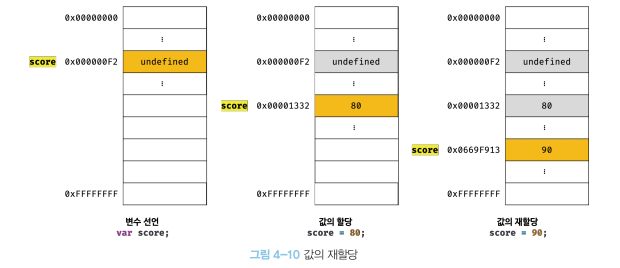 0x00000000
⋮
score 0x000000F2 undefined
⋮
0xFFFFFFFF
변수 선언
var score;
0x00000000
⋮
0x000000F2 undefined
score 0x00001332 80
⋮
0xFFFFFFFF
값의 할당
score = 80;
0x00000000
⋮
0x000000F2 undefined
0x00001332 80
score 0x0669F913 90
⋮
0xFFFFFFFF
값의 재할당
score = 90;
그림 4-10 값의 재할당